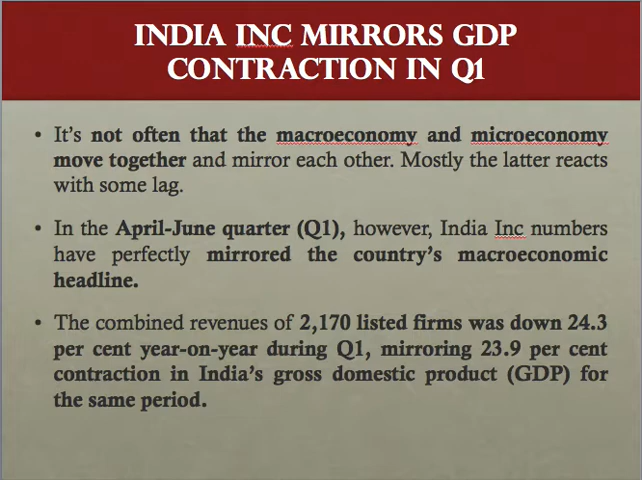 INDIA INC MIRRORS GDP
CONTRACTION IN Q1
• It's not often that the macroeconomy and microeconomy
move together and mirror each other. Mostly the latter reacts
with some lag.
• In the April-June quarter (Q1), however, India Inc numbers
have perfectly mirrored the country's macroeconomic
headline.
• The combined revenues of 2,170 listed firms was down 24.3
per cent year-on-year during Q1, mirroring 23.9 per cent
contraction in India's gross domestic product (GDP) for
the same period.